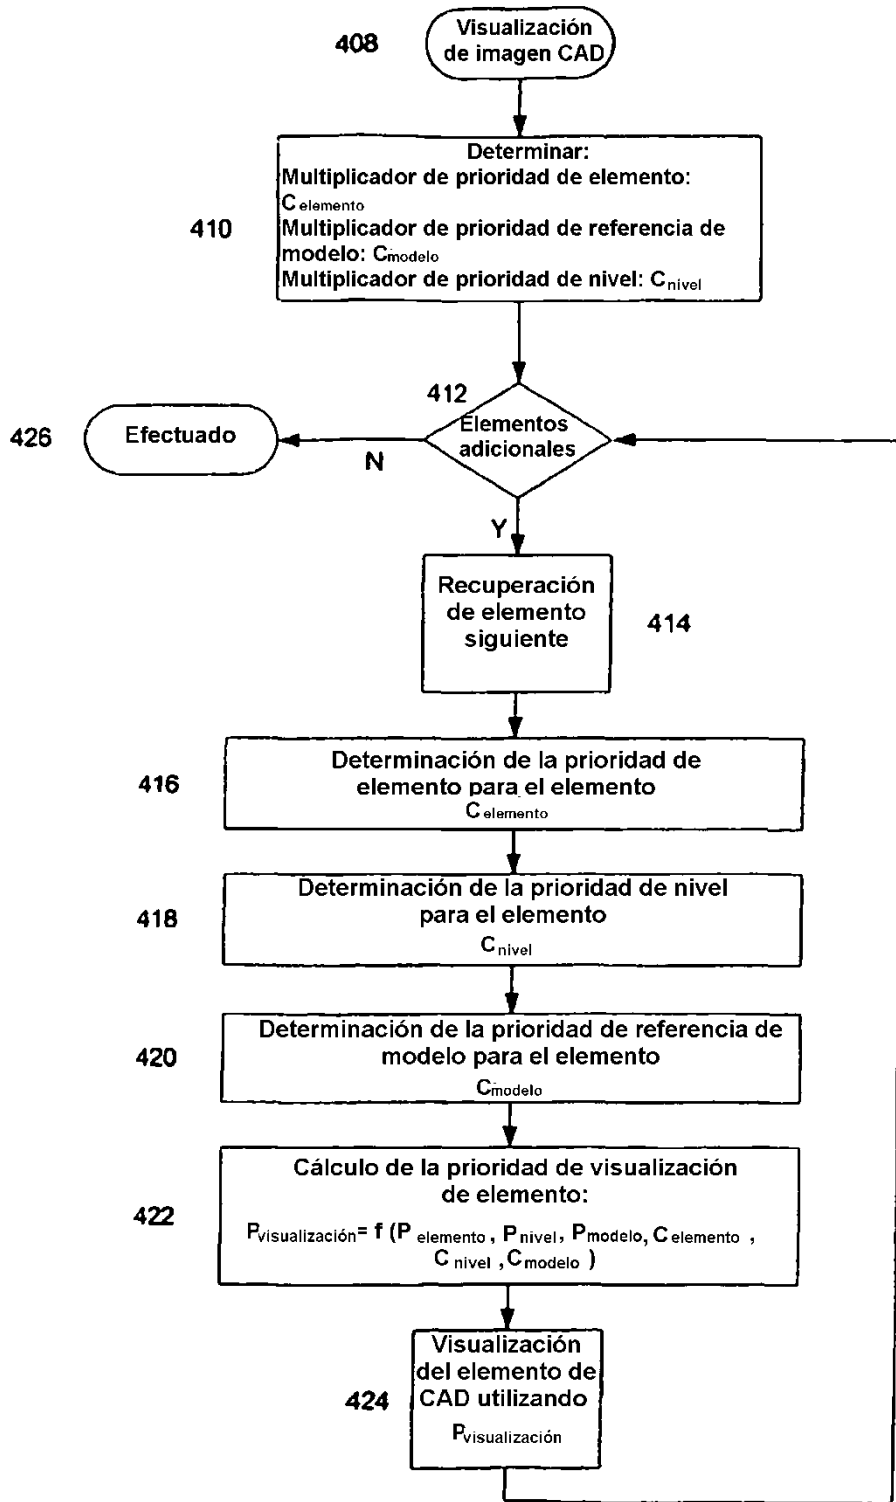 408
Visualización
de imagen CAD
Determinar:
Multiplicador de prioridad de elemento:
C elemento
410
Multiplicador de prioridad de referencia de
modelo: Cmodelo
Multiplicador de prioridad de nivel: Cnivel
412
426
Efectuado
Elementos
adicionales
N
Y
Recuperación
de elemento
siguiente
414
416
Determinación de la prioridad de
elemento para el elemento
C elemento
418
Determinación de la prioridad de nivel
para el elemento
C nivel
420
Determinación de la prioridad de referencia de
modelo para el elemento
Cmodelo
422
Cálculo de la prioridad de visualización
de elemento:
Pvisualización= f (P elemento, Pnivel, Pmodelo, C elemento ,
C nivel , Cmodelo )
424
Visualización
del elemento de
CAD utilizando
Pvisualización